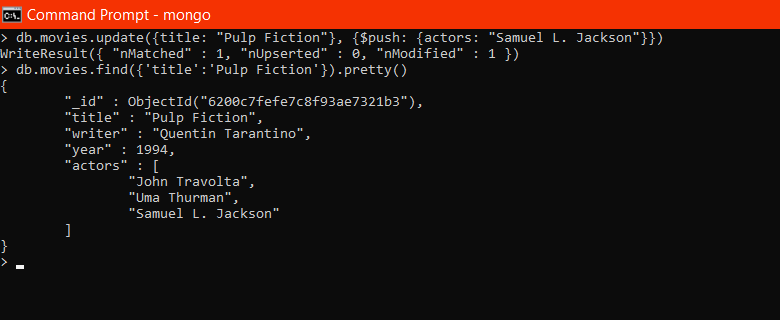 Command Prompt - mongo
> db.movies.update({title: "Pulp Fiction"}, {$push: {actors: "Samuel L. Jackson"}})
WriteResult({ "nMatched" : 1, "nUpserted" : 0, "nModified" : 1 })
> db.movies.find({'title':'Pulp Fiction'}).pretty()
{
        "_id" : ObjectId("6200c7fefe7c8f93ae7321b3"),
        "title" : "Pulp Fiction",
        "writer" : "Quentin Tarantino",
        "year" : 1994,
        "actors" : [
                "John Travolta",
                "Uma Thurman",
                "Samuel L. Jackson"
        ]
}
>